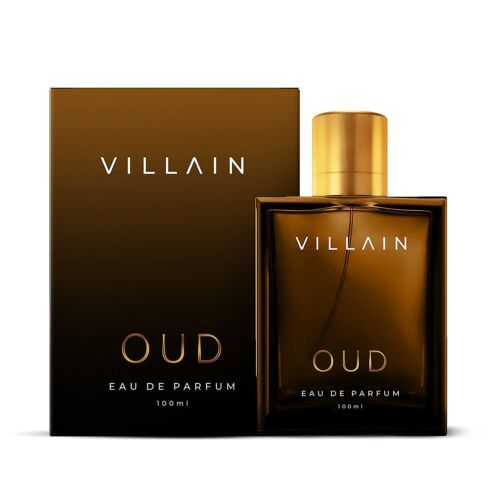 VILLAIN
OUD
EAU DE PARFUM
100ml
VILLAIN
OUD
EAU DE PARFUM
100ml